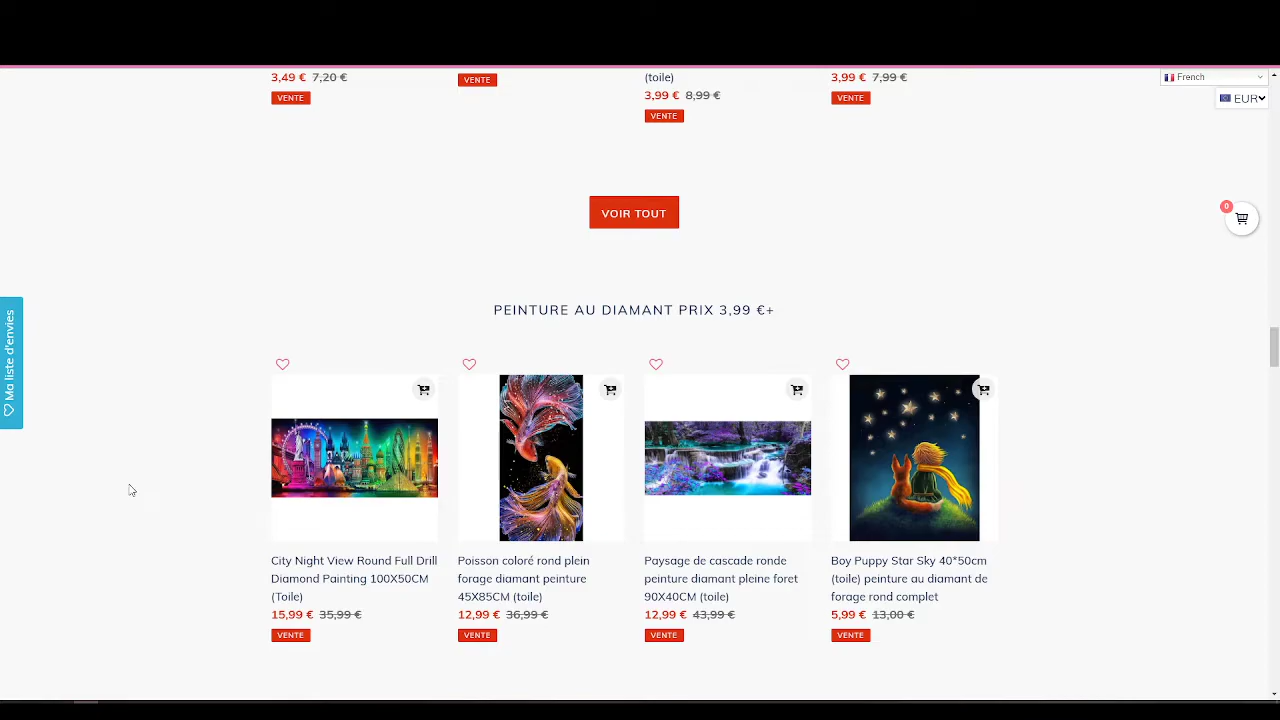 3,49 € 7,20 €
VENTE
VENTE
(toile)
3,99 € 8,99 €
VENTE
3,99 € 7,99 €
VENTE
French
EUR
VOIR TOUT
0
Ma liste d'envies
PEINTURE AU DIAMANT PRIX 3,99 €+
City Night View Round Full Drill
Diamond Painting 100X50CM
(Toile)
15,99 € 35,99 €
VENTE
Poisson coloré rond plein
forage diamant peinture
45X85CM (toile)
12,99 € 36,99 €
VENTE
Paysage de cascade ronde
peinture diamant pleine foret
90X40CM (toile)
12,99 € 43,99 €
VENTE
Boy Puppy Star Sky 40*50cm
(toile) peinture au diamant de
forage rond complet
5,99 € 13,00 €
VENTE